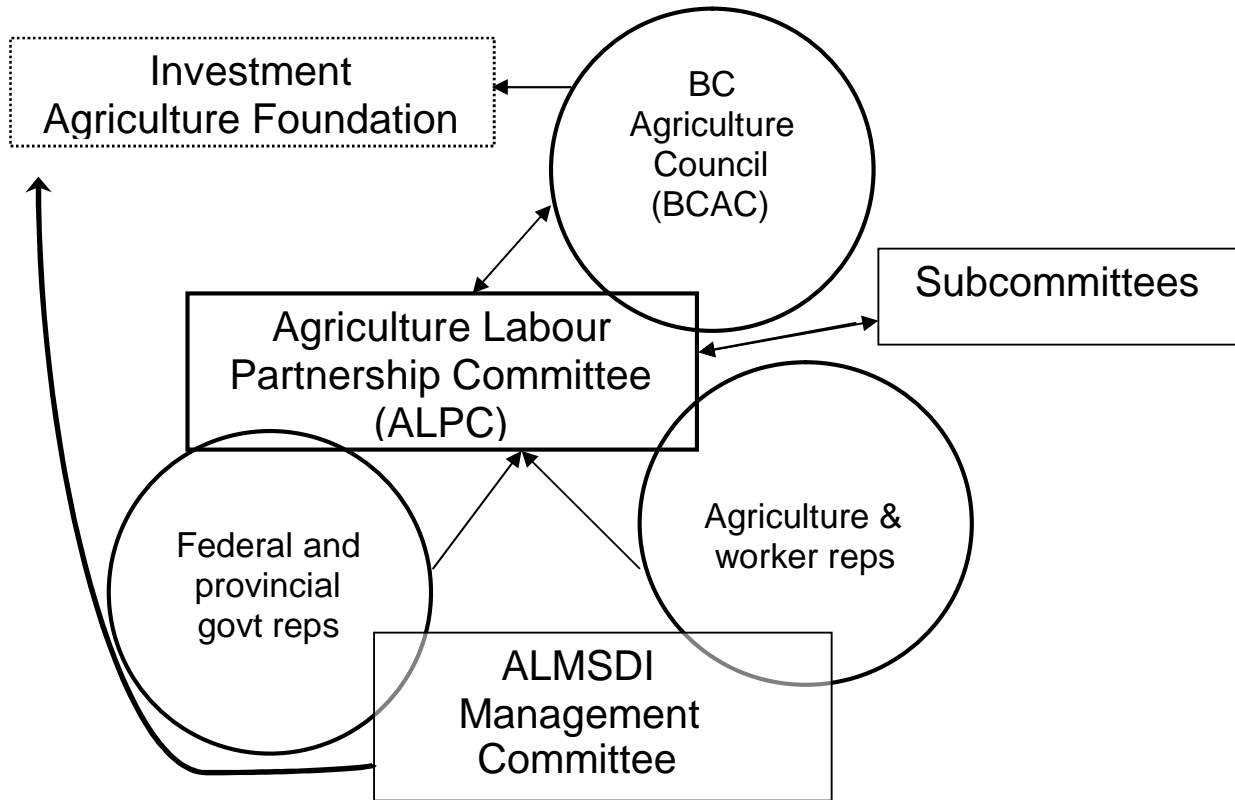 Investment
Agriculture Foundation
BC
Agriculture
Council
(BCAC)
Subcommittees
Agriculture Labour
Partnership Committee
(ALPC)
Agriculture &
worker reps
Federal and
provincial
govt reps
ALMSDI
Management
Committee